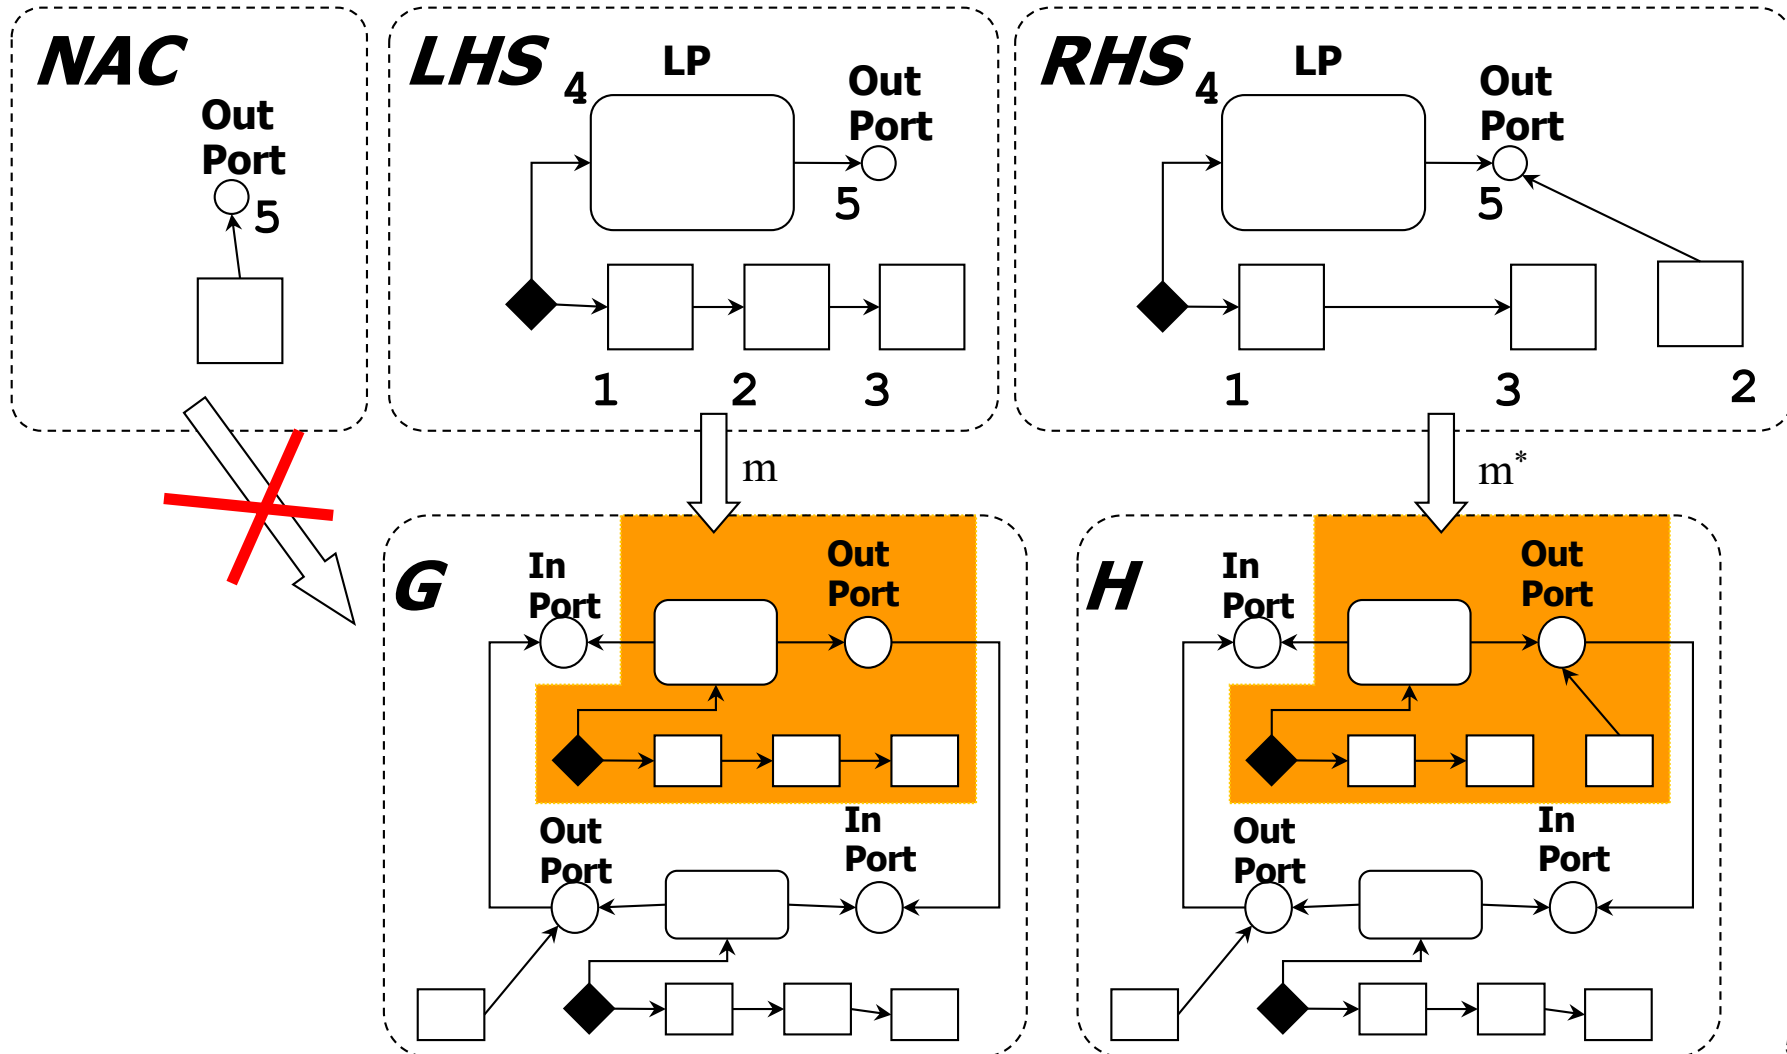 NAC
Out
Port
5
LHS
4
LP
Out
Port
5
1 2 3
RHS
4
LP
Out
Port
5
1 3 2
m
m*
G
In
Port
Out
Port
Out
Port
In
Port
H
In
Port
Out
Port
Out
Port
In
Port